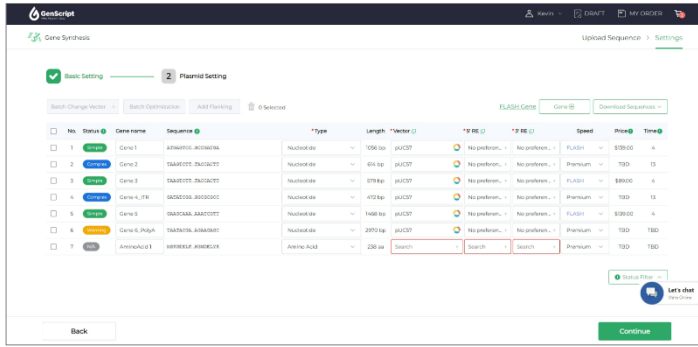 GenScript
Kevin DRAFT MY ORDER
Gene Synthesis Upload Sequence > Settings
Basic Setting 2 Plasmid Setting
Batch Change Vector Batch Optimization Add Flanking 0 Selected FLASH Gene Gene Download Sequences
No. Status Gene name Sequence *Type Length *Vector *5' RE *3' RE Speed Price Time
1 Simple Gene 1 Nucleotide 1056 bp pUC57 No preferen... No preferen... FLASH $139.00 4
2 Complex Gene 2 Nucleotide 614 bp pUC57 No preferen... No preferen... Premium TBD 13
3 Simple Gene 3 Nucleotide 979 bp pUC57 No preferen... No preferen... FLASH $89.00 4
4 Complex Gene 4_ITR Nucleotide 472 bp pUC57 No preferen... No preferen... Premium TBD 13
5 Simple Gene 5 Nucleotide 1468 bp pUC57 No preferen... No preferen... FLASH $139.00 4
6 Warning Gene 6_PolyA Nucleotide 2979 bp pUC57 No preferen... No preferen... Premium TBD TBD
7 N/A AminoAcid 1 Amino Acid 258 aa Search Search Search Premium TBD TBD
Status Filter
Let's chat
We're Online
Back Continue